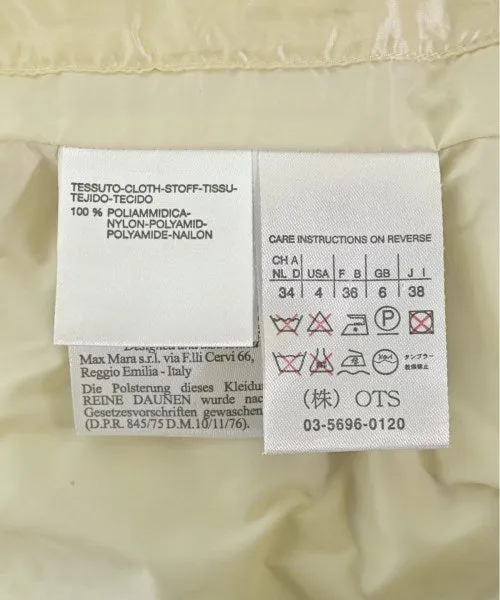 TESSUTO-CLOTH-STOFF-TISSU-
TEJIDO-TECIDO
100 % POLIAMMIDICA-
NYLON-POLYAMID-
POLYAMIDE-NAILON
Designed and
Max Mara s.r.l. via F.lli Cervi 66,
Reggio Emilia - Italy
Die Polsterung dieses Kleidu
REINE DAUNEN wurde nac
Gesetzesvorschriften gewaschen
(D.P.R. 845/75 D.M.10/11/76).
CARE INSTRUCTIONS ON REVERSE
CH A
NL D USA F B GB J I
34 4 36 6 38
P
タンブラー
乾燥禁止
(株) OTS
03-5696-0120